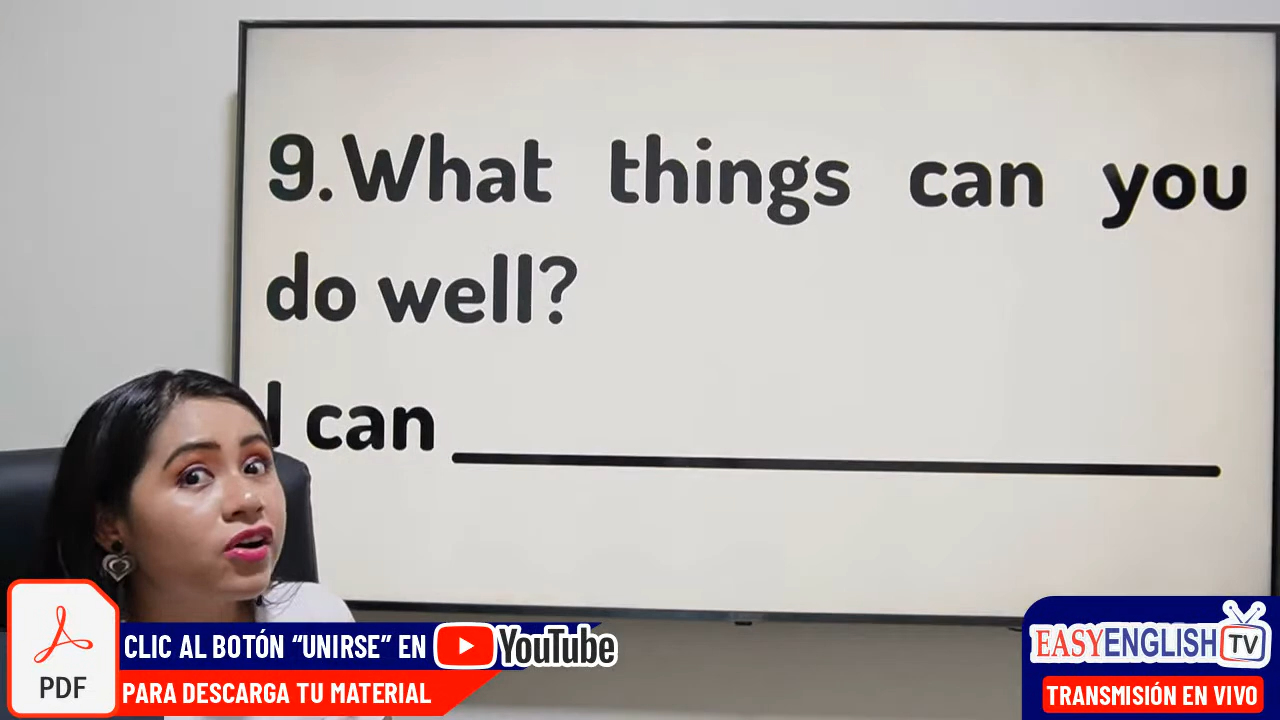 9. What things can you
do well?
I can
PDF
CLIC AL BOTÓN “UNIRSE” EN YouTube
PARA DESCARGA TU MATERIAL
EASYENGLISH TV
TRANSMISIÓN EN VIVO